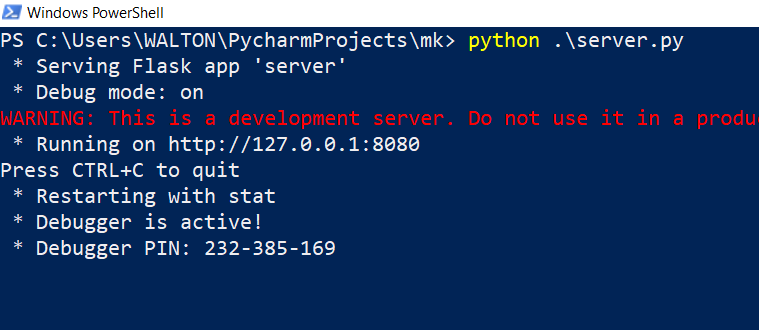 Windows PowerShell
PS C:\Users\WALTON\PycharmProjects\mk> python .\server.py
 * Serving Flask app 'server'
 * Debug mode: on
WARNING: This is a development server. Do not use it in a produ
 * Running on http://127.0.0.1:8080
Press CTRL+C to quit
 * Restarting with stat
 * Debugger is active!
 * Debugger PIN: 232-385-169